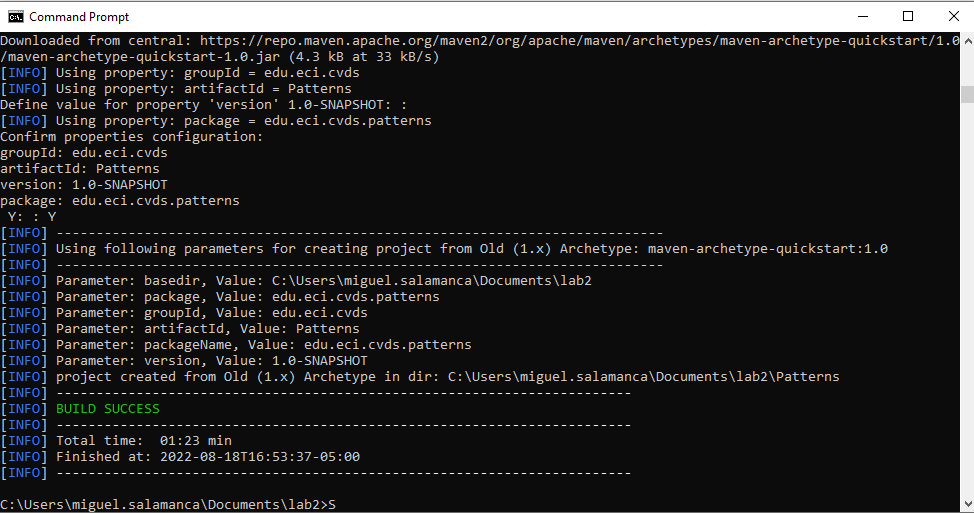 Command Prompt
Downloaded from central: https://repo.maven.apache.org/maven2/org/apache/maven/archetypes/maven-archetype-quickstart/1.0
/maven-archetype-quickstart-1.0.jar (4.3 kB at 33 kB/s)
[INFO] Using property: groupId = edu.eci.cvds
[INFO] Using property: artifactId = Patterns
Define value for property 'version' 1.0-SNAPSHOT: :
[INFO] Using property: package = edu.eci.cvds.patterns
Confirm properties configuration:
groupId: edu.eci.cvds
artifactId: Patterns
version: 1.0-SNAPSHOT
package: edu.eci.cvds.patterns
 Y: : Y
[INFO] ----------------------------------------------------------------------------
[INFO] Using following parameters for creating project from Old (1.x) Archetype: maven-archetype-quickstart:1.0
[INFO] ----------------------------------------------------------------------------
[INFO] Parameter: basedir, Value: C:\Users\miguel.salamanca\Documents\lab2
[INFO] Parameter: package, Value: edu.eci.cvds.patterns
[INFO] Parameter: groupId, Value: edu.eci.cvds
[INFO] Parameter: artifactId, Value: Patterns
[INFO] Parameter: packageName, Value: edu.eci.cvds.patterns
[INFO] Parameter: version, Value: 1.0-SNAPSHOT
[INFO] project created from Old (1.x) Archetype in dir: C:\Users\miguel.salamanca\Documents\lab2\Patterns
[INFO] ------------------------------------------------------------------------
[INFO] BUILD SUCCESS
[INFO] ------------------------------------------------------------------------
[INFO] Total time:  01:23 min
[INFO] Finished at: 2022-08-18T16:53:37-05:00
[INFO] ------------------------------------------------------------------------
C:\Users\miguel.salamanca\Documents\lab2>S